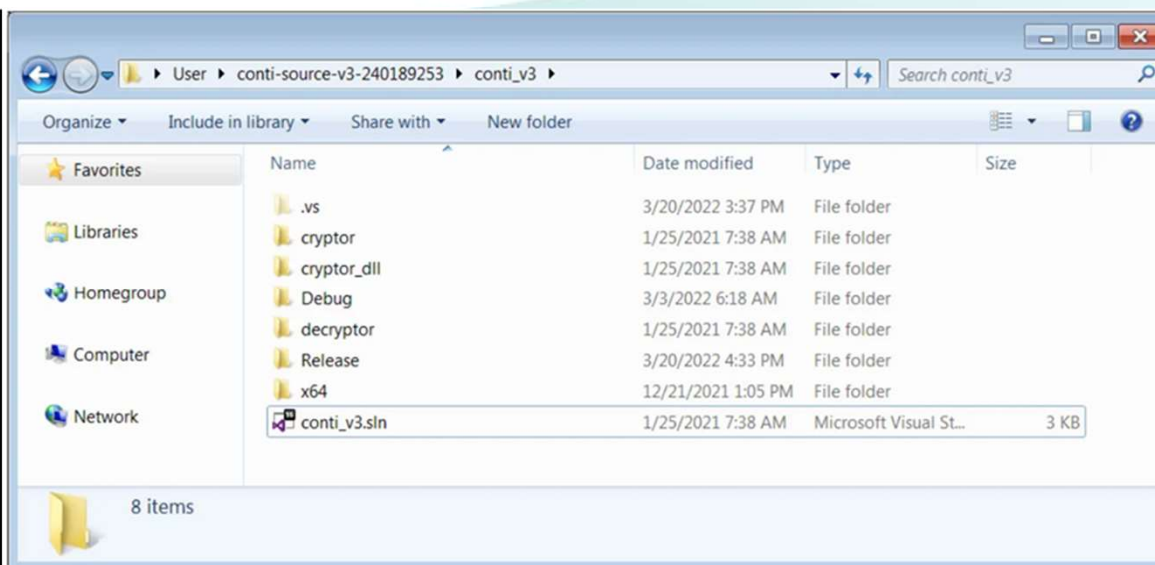 User ▸ conti-source-v3-240189253 ▸ conti_v3 ▸ Search conti_v3
Organize Include in library Share with New folder
Favorites
Libraries
Homegroup
Computer
Network
Name Date modified Type Size
.vs 3/20/2022 3:37 PM File folder
cryptor 1/25/2021 7:38 AM File folder
cryptor_dll 1/25/2021 7:38 AM File folder
Debug 3/3/2022 6:18 AM File folder
decryptor 1/25/2021 7:38 AM File folder
Release 3/20/2022 4:33 PM File folder
x64 12/21/2021 1:05 PM File folder
conti_v3.sln 1/25/2021 7:38 AM Microsoft Visual St... 3 KB
8 items